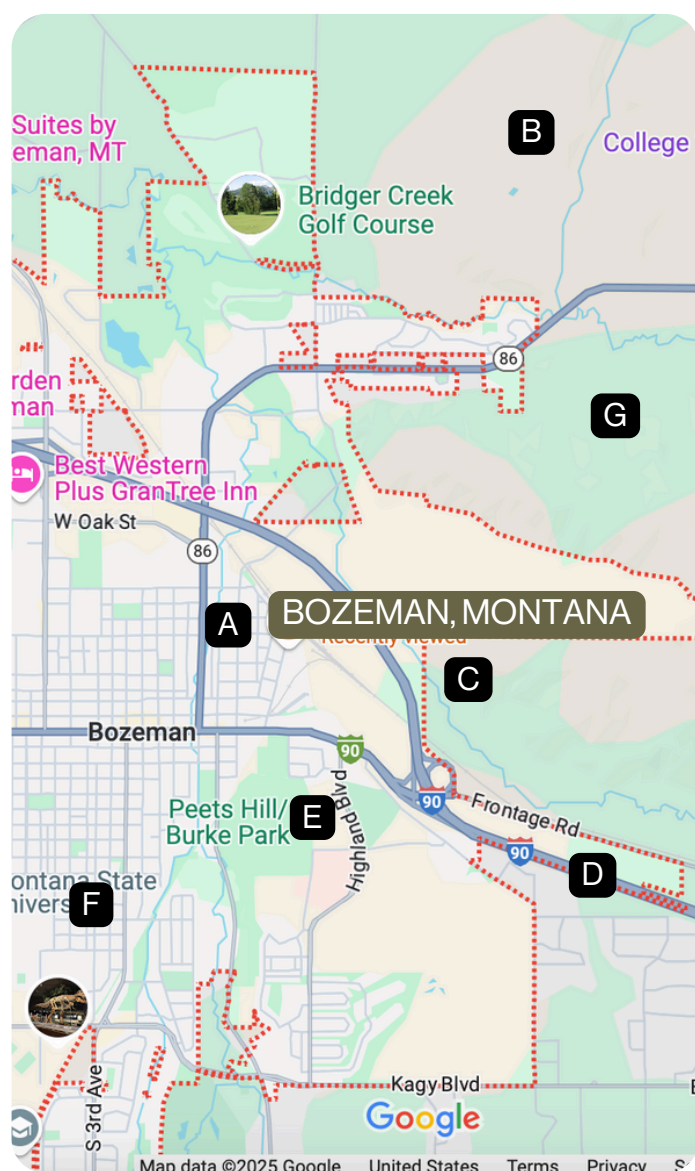 Suites by
eman, MT
B
College
Bridger Creek
Golf Course
86
rden
man
G
Best Western
Plus GranTree Inn
W Oak St
86
A
BOZEMAN, MONTANA
Recently viewed
C
Bozeman
90
Highland Blvd
90
Frontage Rd
Peets Hill/
Burke Park
E
90
D
ontana State
nivers
F
S 3rd Ave
Kagy Blvd
E
Google
Map data ©2025 Google United States Terms Privacy S